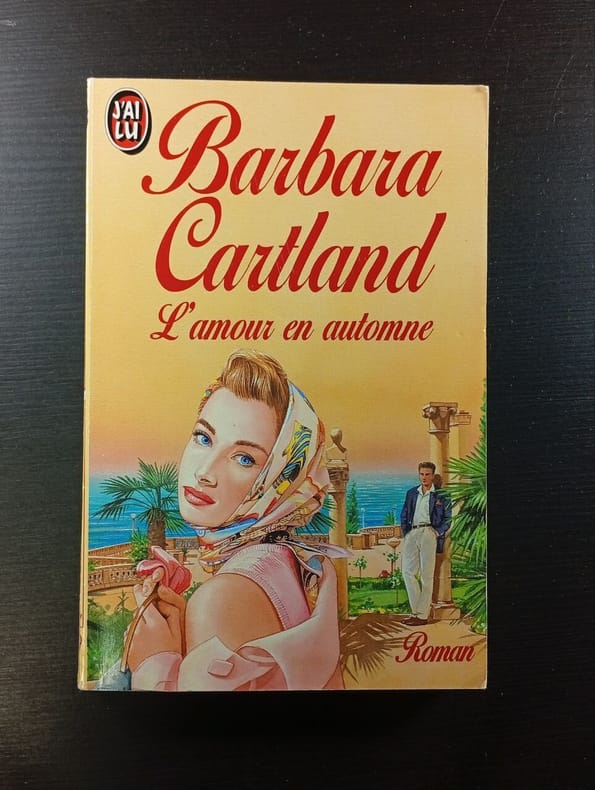 J'AI
LU
Barbara
Cartland
L'amour en automne
Roman